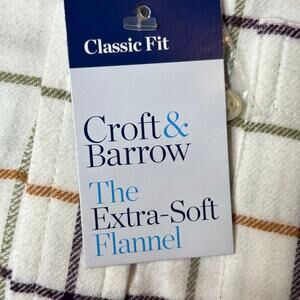 Classic Fit
Croft&
Barrow
The
Extra-Soft
Flannel